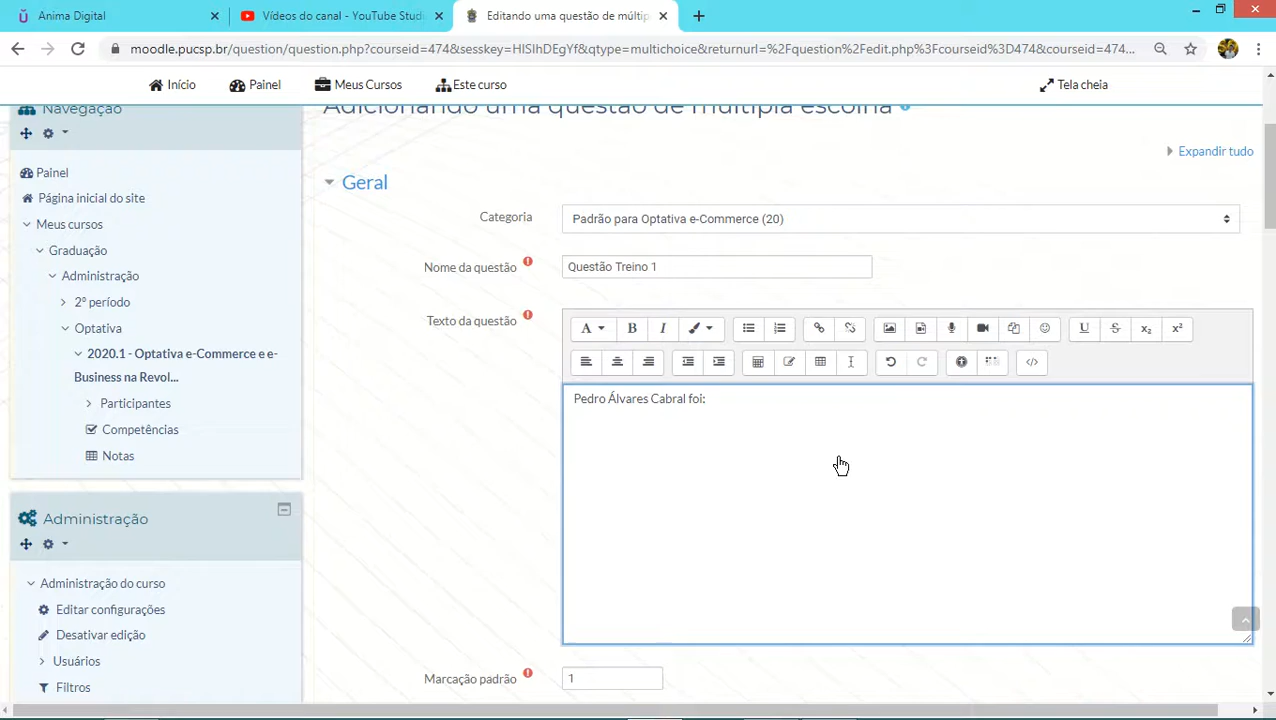 Anima Digital
Vídeos do canal - YouTube Studi
Editando uma questão de múltip
moodle.pucsp.br/question/question.php?courseid=474&sesskey=HISIhDEgYf&qtype=multichoice&returnurl=%2Fquestion%2Fedit.php%3Fcourseid%3D474&courseid=474...
Início
Painel
Meus Cursos
Este curso
Tela cheia
Navegação
Adicionando uma questão de múltipla escolha
Expandir tudo
Painel
Página inicial do site
Meus cursos
Graduação
Administração
2º período
Optativa
2020.1 - Optativa e-Commerce e e-
Business na Revol...
Participantes
Competências
Notas
Geral
Categoria
Padrão para Optativa e-Commerce (20)
Nome da questão
Questão Treino 1
Texto da questão
Pedro Álvares Cabral foi:
Marcação padrão
1
Administração
Administração do curso
Editar configurações
Desativar edição
Usuários
Filtros